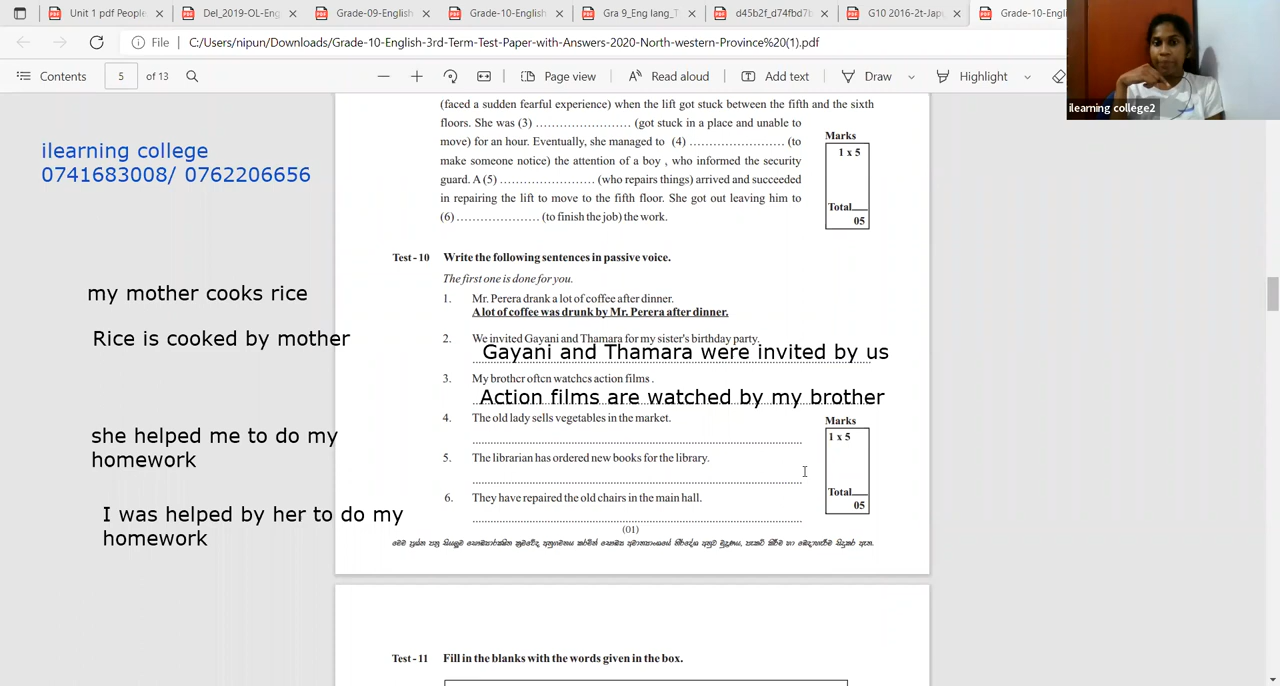 Unit 1 pdf People
Del_2019-OL-Eng
Grade-09-English
Grade-10-English
Gra 9_Eng lang_T
d45b2f_d74fbd7b
G10 2016-2t-Jap
Grade-10-Engl
File C:/Users/nipun/Downloads/Grade-10-English-3rd-Term-Test-Paper-with-Answers-2020-North-western-Province%20(1).pdf
Contents 5 of 13 Page view Read aloud Add text Draw Highlight
ilearning college2
(faced a sudden fearful experience) when the lift got stuck between the fifth and the sixth
floors. She was (3) ........................ (got stuck in a place and unable to
move) for an hour. Eventually, she managed to (4) ........................ (to
make someone notice) the attention of a boy , who informed the security
guard. A (5) ........................ (who repairs things) arrived and succeeded
in repairing the lift to move to the fifth floor. She got out leaving him to
(6) ..................... (to finish the job) the work.
Marks
1 x 5
Total
05
ilearning college
0741683008/ 0762206656
my mother cooks rice
Rice is cooked by mother
she helped me to do my
homework
I was helped by her to do my
homework
Test - 10 Write the following sentences in passive voice.
The first one is done for you.
1. Mr. Perera drank a lot of coffee after dinner.
A lot of coffee was drunk by Mr. Perera after dinner.
2. We invited Gayani and Thamara for my sister's birthday party.
Gayani and Thamara were invited by us
3. My brother often watches action films .
Action films are watched by my brother
4. The old lady sells vegetables in the market.
5. The librarian has ordered new books for the library.
6. They have repaired the old chairs in the main hall.
Marks
1 x 5
Total
05
(01)
Test - 11 Fill in the blanks with the words given in the box.